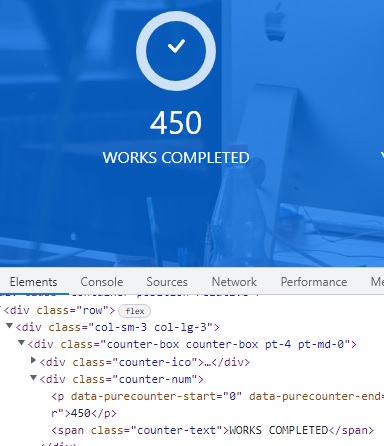 450
WORKS COMPLETED
Elements Console Sources Network Performance Me
<div class="row"> flex
▼<div class="col-sm-3 col-lg-3">
▼<div class="counter-box counter-box pt-4 pt-md-0">
▶<div class="counter-ico">…</div>
▼<div class="counter-num">
<p data-purecounter-start="0" data-purecounter-end=
r">450</p>
<span class="counter-text">WORKS COMPLETED</span>